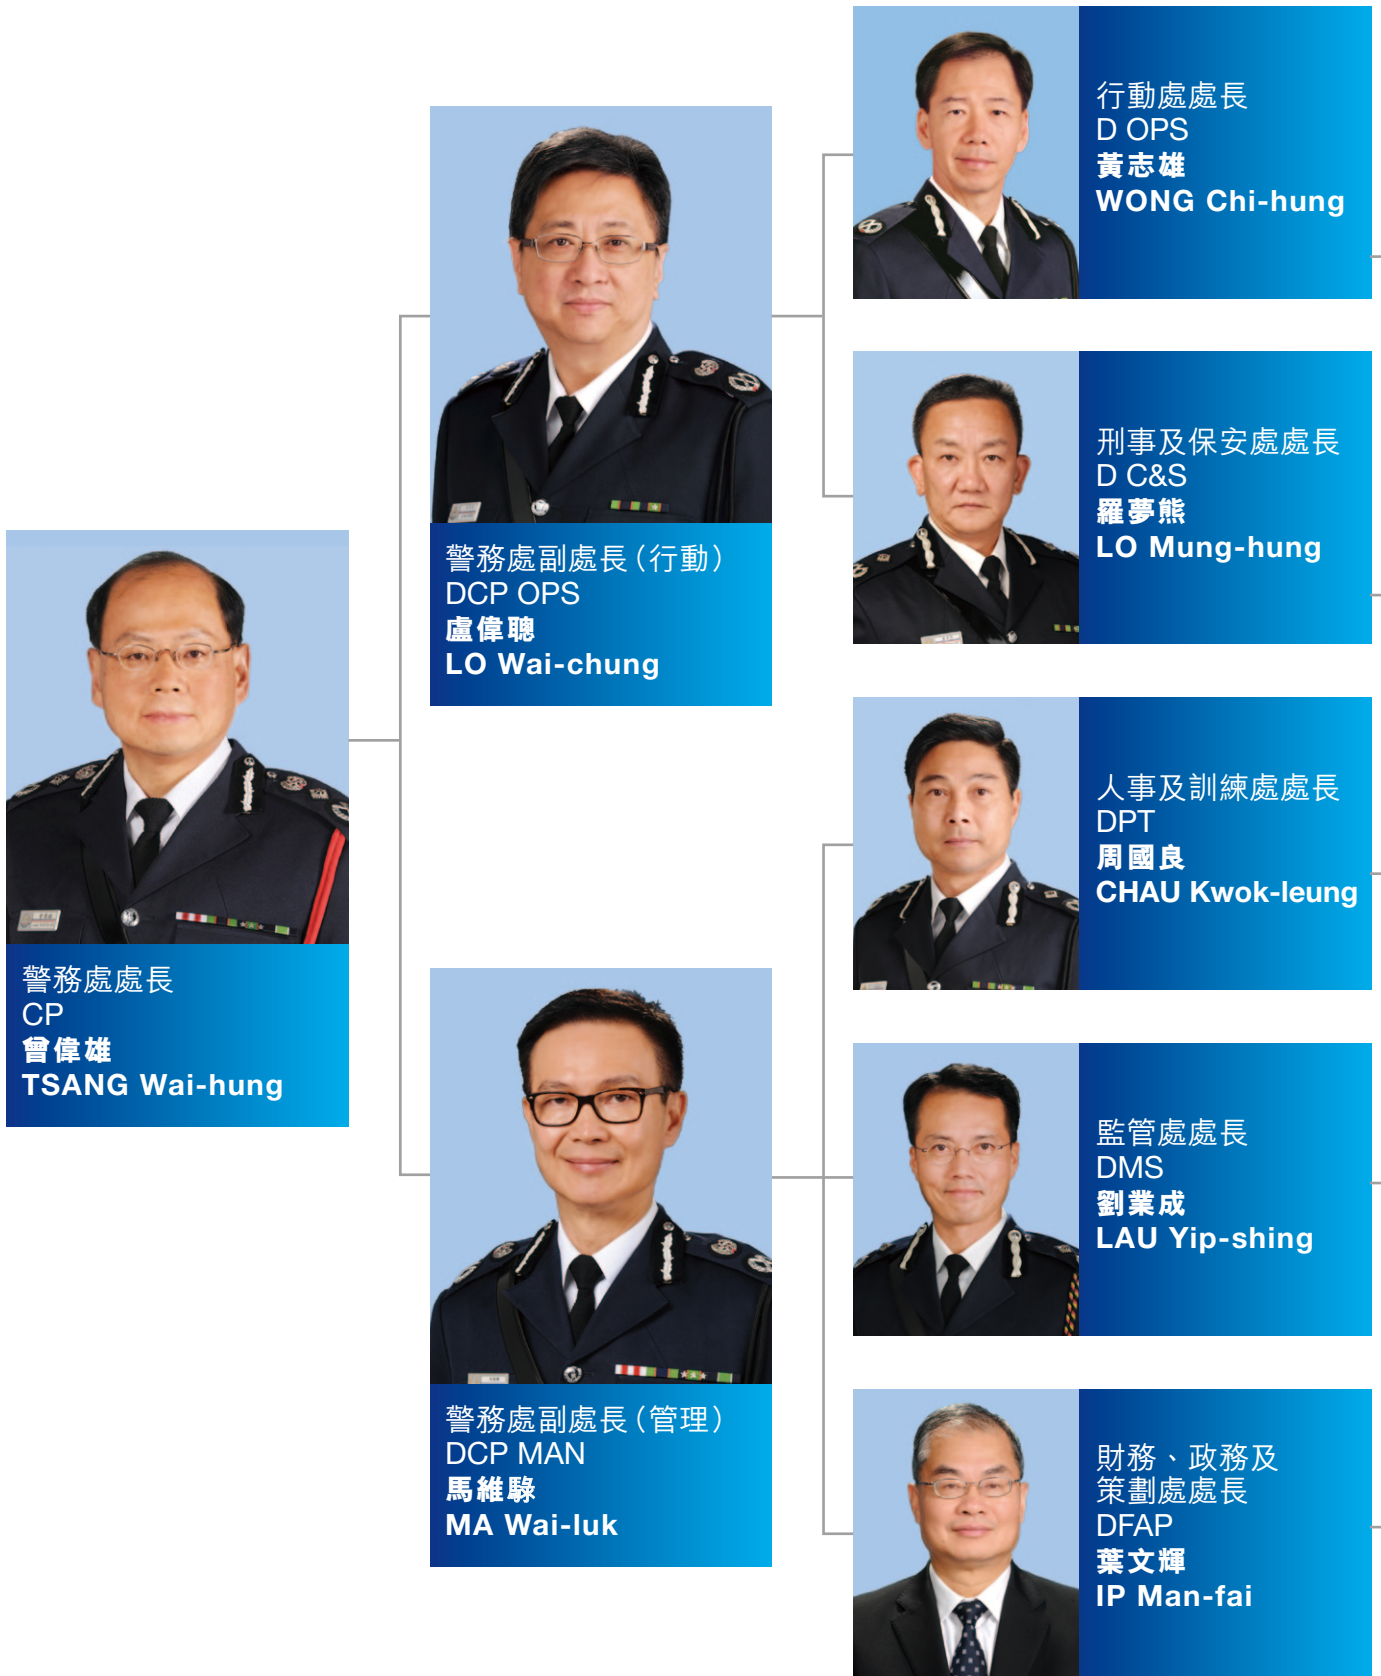 警務處處長
CP
曾偉雄
TSANG Wai-hung
警務處副處長（行動）
DCP OPS
盧偉聰
LO Wai-chung
警務處副處長（管理）
DCP MAN
馬維騄
MA Wai-luk
行動處處長
D OPS
黃志雄
WONG Chi-hung
刑事及保安處處長
D C&S
羅夢熊
LO Mung-hung
人事及訓練處處長
DPT
周國良
CHAU Kwok-leung
監管處處長
DMS
劉業成
LAU Yip-shing
財務、政務及
策劃處處長
DFAP
葉文輝
IP Man-fai